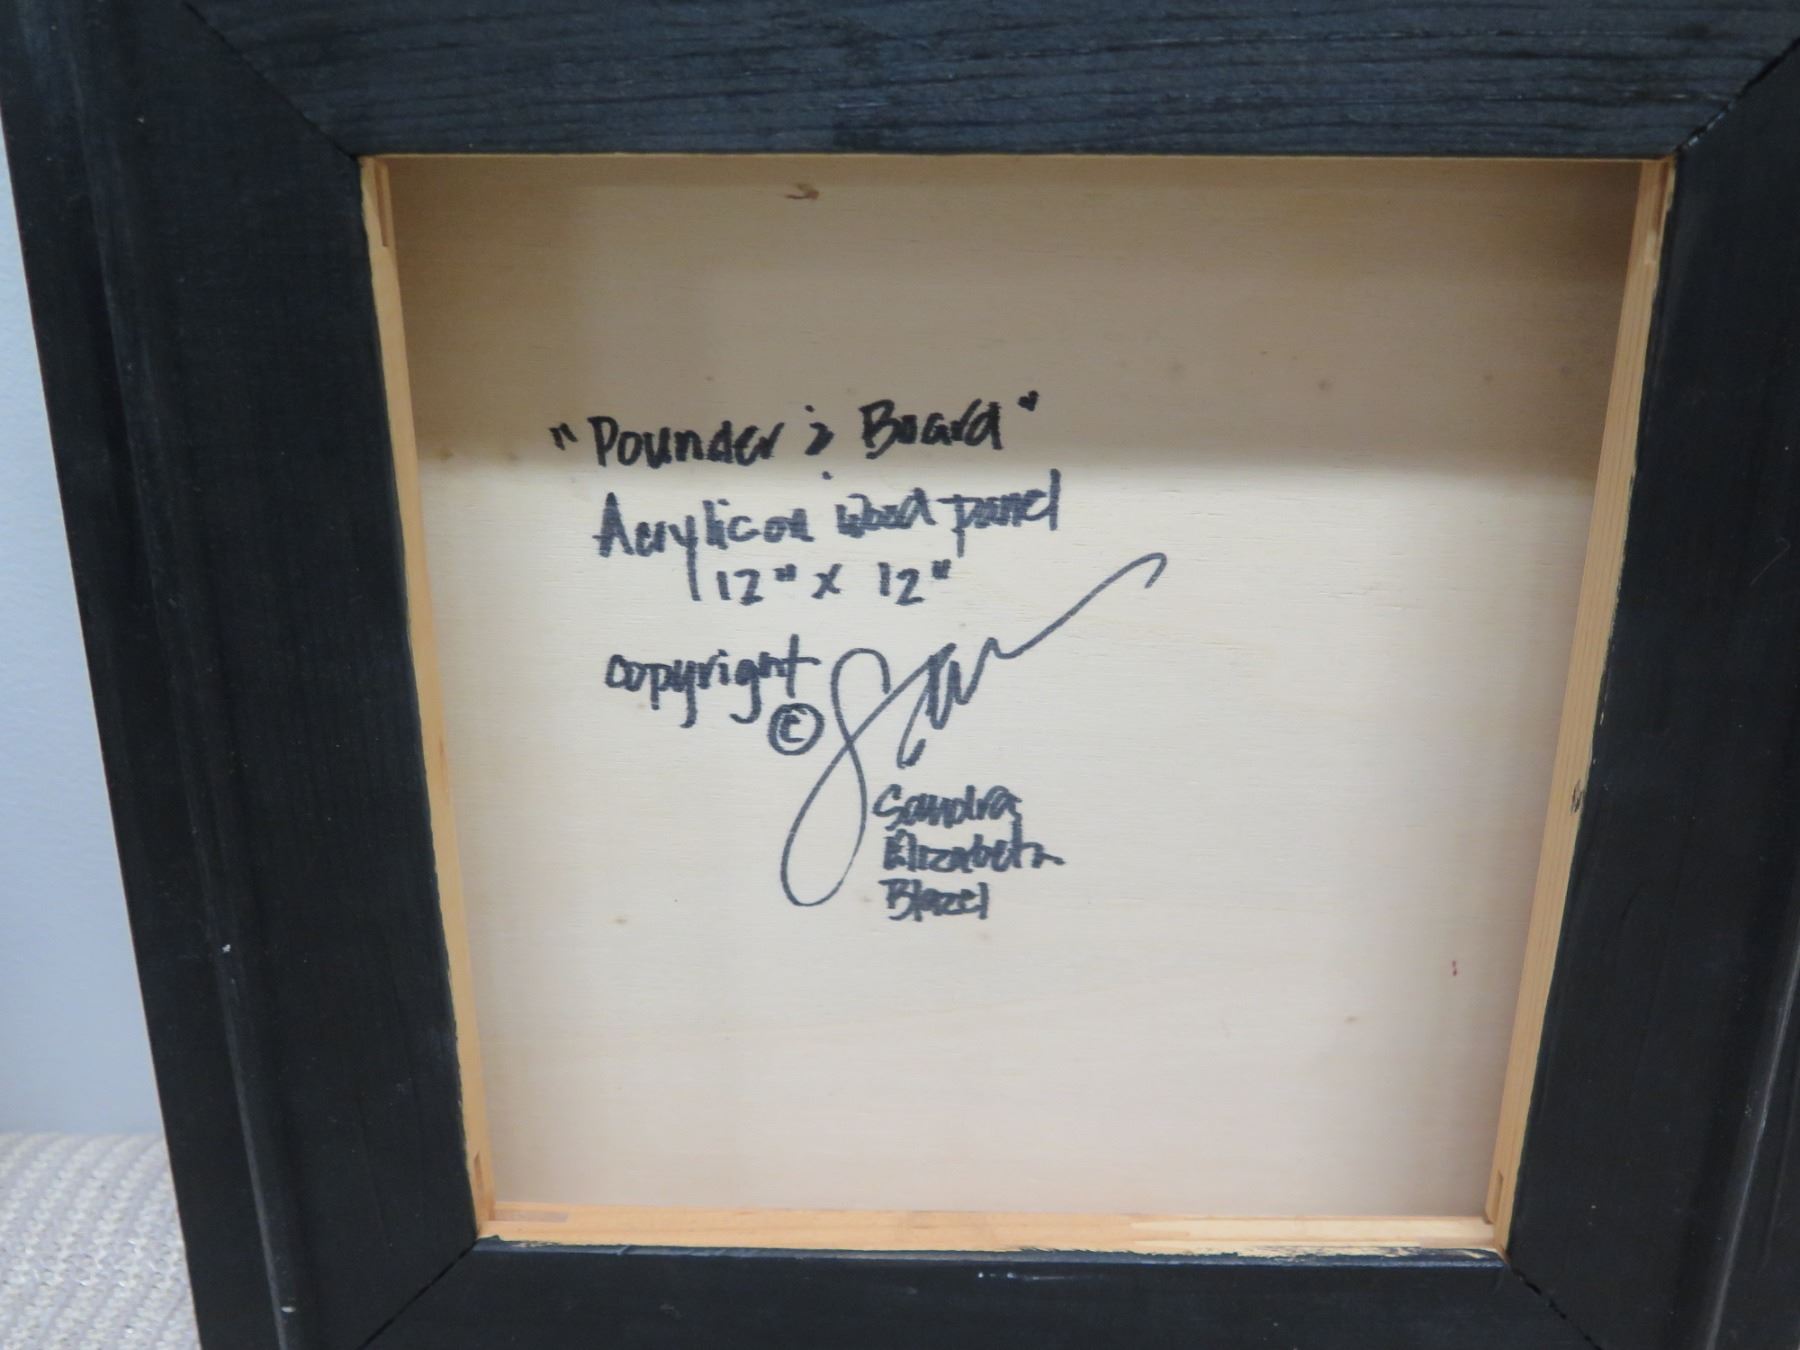 "Pounder & Board"
Acrylic on wood panel
12" x 12"
copyright
©
Sandra
Elizabeth
Blazel